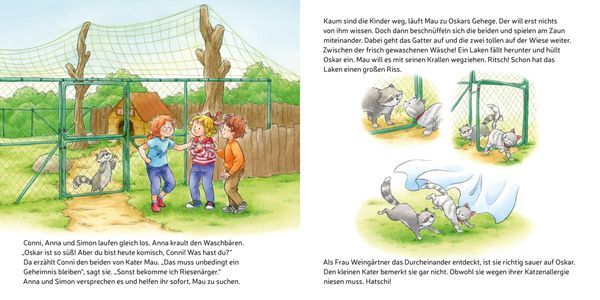 Conni, Anna und Simon laufen gleich los. Anna krault den Waschbären.
„Oskar ist so süß! Aber du bist heute komisch, Conni! Was hast du?“
Da erzählt Conni den beiden von Kater Mau. „Das muss unbedingt ein
Geheimnis bleiben“, sagt sie. „Sonst bekomme ich Riesenärger.“
Anna und Simon versprechen es und helfen ihr sofort, Mau zu suchen.
Kaum sind die Kinder weg, läuft Mau zu Oskars Gehege. Der will erst nichts
von ihm wissen. Doch dann beschnüffeln sich die beiden und spielen am Zaun
miteinander. Dabei geht das Gatter auf und die zwei tollen auf der Wiese weiter.
Zwischen der frisch gewaschenen Wäsche! Ein Laken fällt herunter und hüllt
Oskar ein. Mau will es mit seinen Krallen wegziehen. Ritsch! Schon hat das
Laken einen großen Riss.
Als Frau Weingärtner das Durcheinander entdeckt, ist sie richtig sauer auf Oskar.
Den kleinen Kater bemerkt sie gar nicht. Obwohl sie wegen ihrer Katzenallergie
niesen muss. Hatschi!